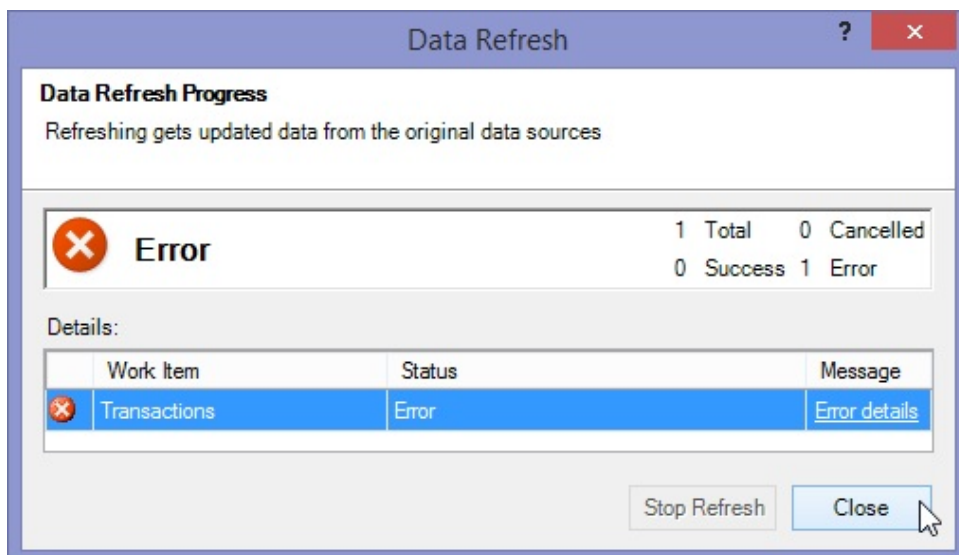 Data Refresh ?
Data Refresh Progress
Refreshing gets updated data from the original data sources
Error
1 Total 0 Cancelled
0 Success 1 Error
Details:
Work Item Status Message
Transactions Error Error details
Stop Refresh Close